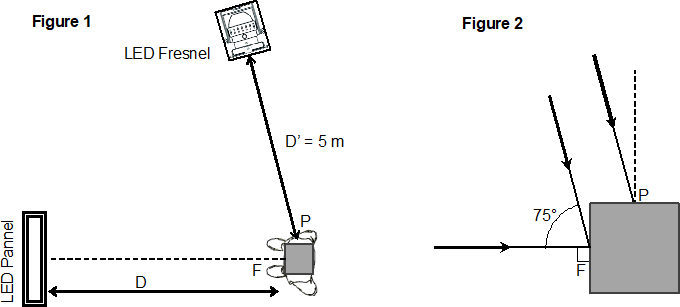 Figure 1
LED Fresnel
D' = 5 m
P
F
D
LED Pannel
Figure 2
75°
P
F